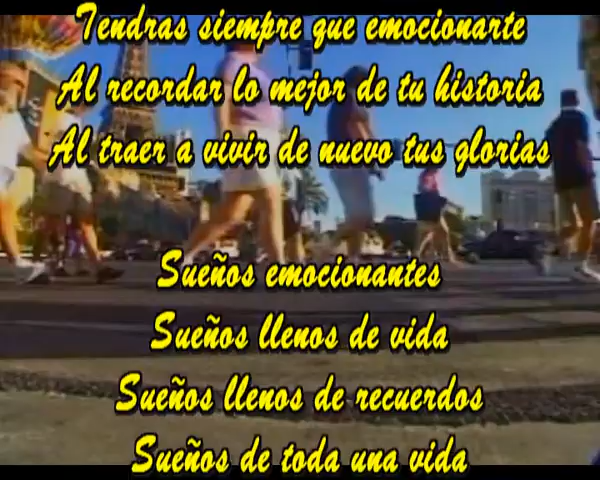 Tendras siempre que emocionarte
Al recordar lo mejor de tu historia
Al traer a vivir de nuevo tus glorias
Sueños emocionantes
Sueños llenos de vida
Sueños llenos de recuerdos
Sueños de toda una vida